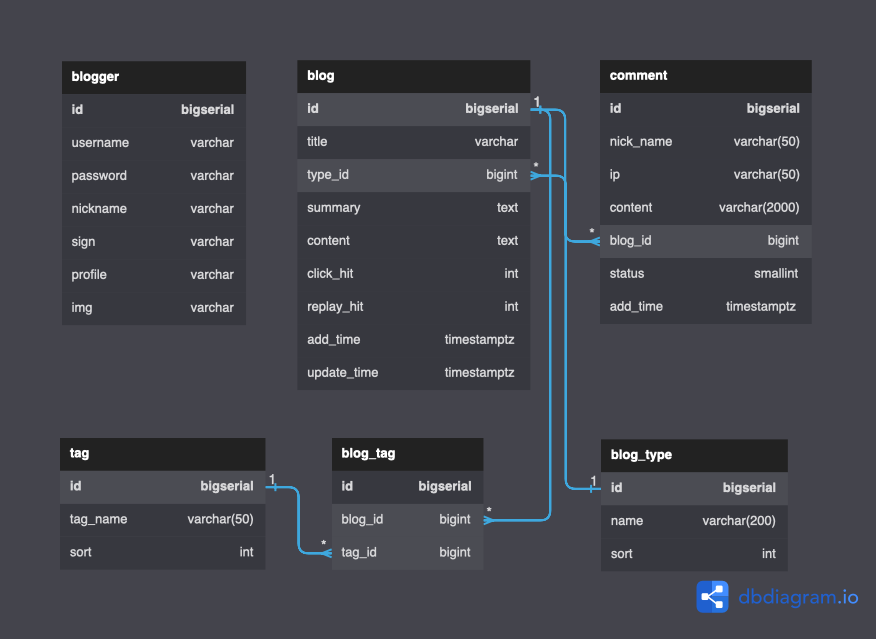 blogger
id bigserial
username varchar
password varchar
nickname varchar
sign varchar
profile varchar
img varchar
blog
id bigserial
title varchar
type_id bigint
summary text
content text
click_hit int
replay_hit int
add_time timestamptz
update_time timestamptz
1
*
comment
id bigserial
nick_name varchar(50)
ip varchar(50)
content varchar(2000)
* blog_id bigint
status smallint
add_time timestamptz
tag
id bigserial 1
tag_name varchar(50)
sort int
blog_tag
id bigserial
blog_id bigint *
* tag_id bigint
blog_type
1 id bigserial
name varchar(200)
sort int
dbdiagram.io